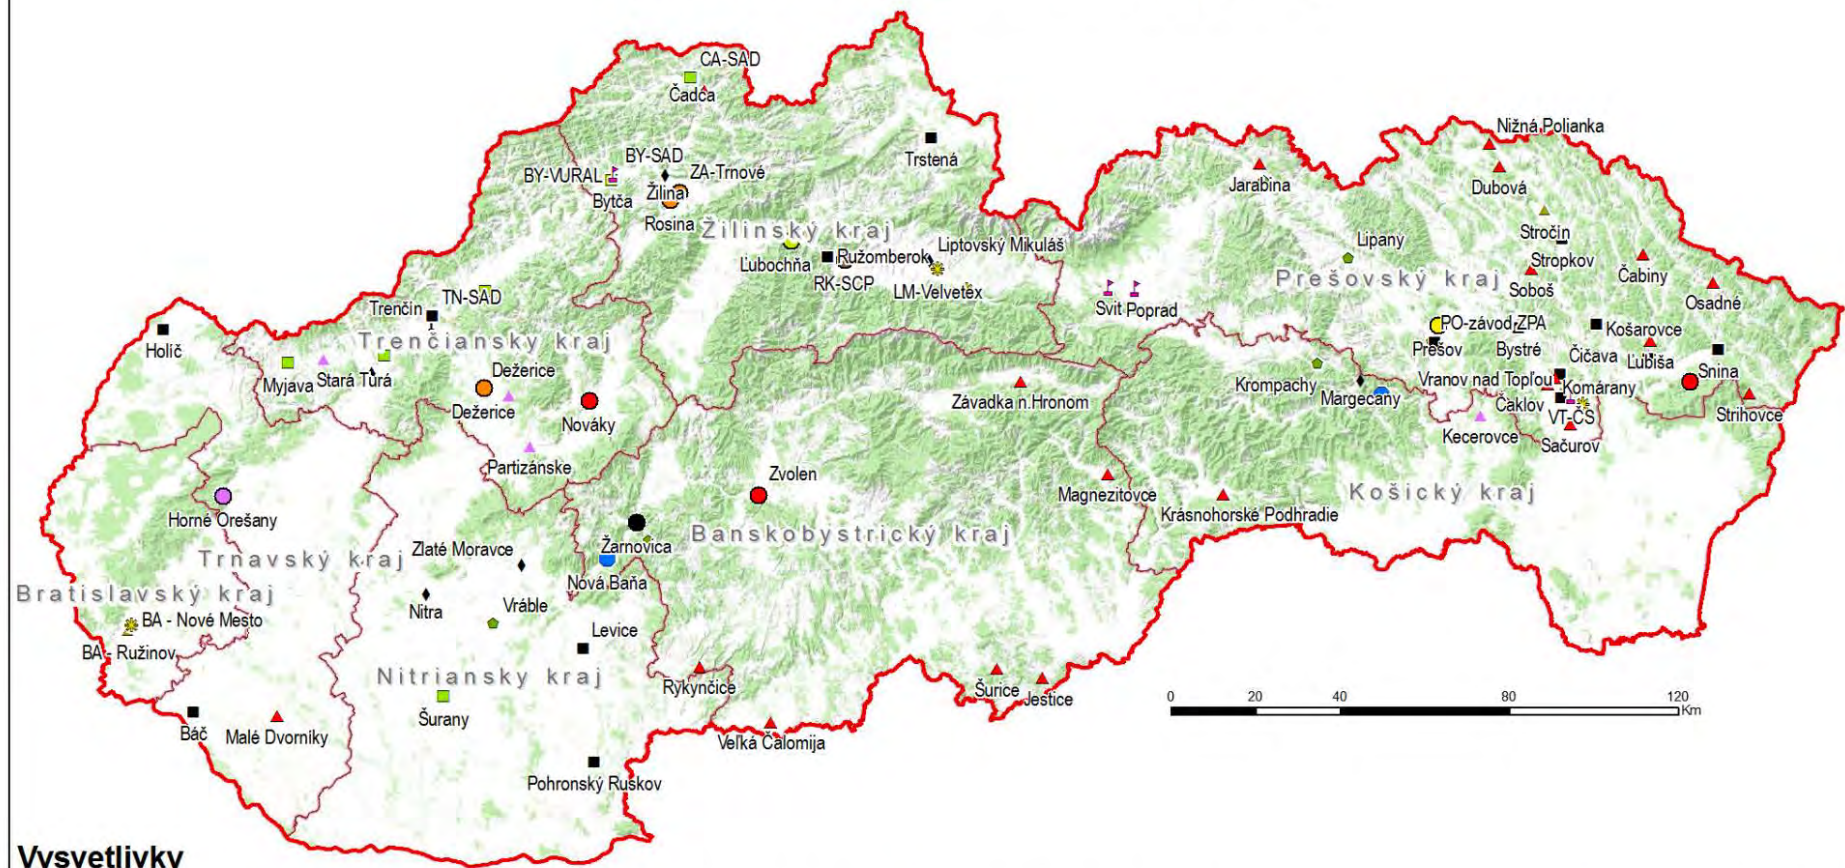 CA-SAD
Čadca
Trstená
Nižná Polianka
BY-SAD
BY-VURAL
ZA-Trnové
Bytča
Žilina
Rosina
Jarabina
Dubová
Žilinský kraj
Liptovský Mikuláš
Lipany
Stročín
Stropkov
Ružomberok
Ľubochňa
RK-SCP
LM-Velvetex
Prešovský kraj
Soboš
Čabiny
Osadné
TN-SAD
Trenčín
Svit
Poprad
Trenčiansky kraj
PO-závod ZPA
Košarovce
Holíč
Prešov
Bystré
Čičava
Ľubiša
Snina
Myjava
Stará Turá
Dežerice
Dežerice
Nováky
Závadka n.Hronom
Krompachy
Margecany
Vranov nad Topľou
Komárany
Čaklov
VT-ČS
Strihovce
Kecerovce
Sačurov
Partizánske
Zvolen
Magnezitovce
Košický kraj
Krásnohorské Podhradie
Horné Orešany
Banskobystrický kraj
Žarnovica
Zlaté Moravce
Trnavský kraj
Nová Baňa
Bratislavský kraj
Nitra
Vráble
BA - Nové Mesto
BA - Ružinov
Levice
Nitriansky kraj
Rykynčice
Šurice
Jestice
0 20 40 80 120
Km
Šurany
Báč
Malé Dvorníky
Veľká Čalomija
Pohronský Ruskov
Vysvetlivky